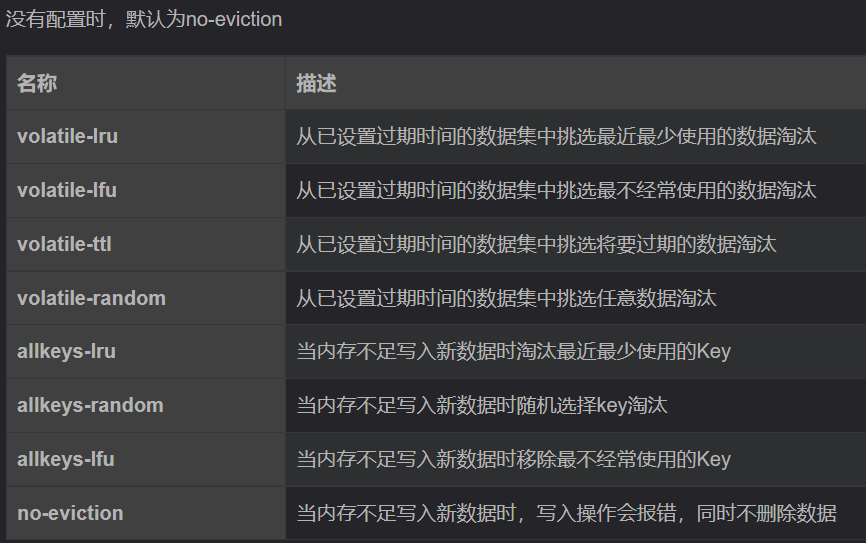 没有配置时，默认为no-eviction
名称 描述
volatile-lru 从已设置过期时间的数据集中挑选最近最少使用的数据淘汰
volatile-lfu 从已设置过期时间的数据集中挑选最不经常使用的数据淘汰
volatile-ttl 从已设置过期时间的数据集中挑选将要过期的数据淘汰
volatile-random 从已设置过期时间的数据集中挑选任意数据淘汰
allkeys-lru 当内存不足写入新数据时淘汰最近最少使用的Key
allkeys-random 当内存不足写入新数据时随机选择key淘汰
allkeys-lfu 当内存不足写入新数据时移除最不经常使用的Key
no-eviction 当内存不足写入新数据时，写入操作会报错，同时不删除数据